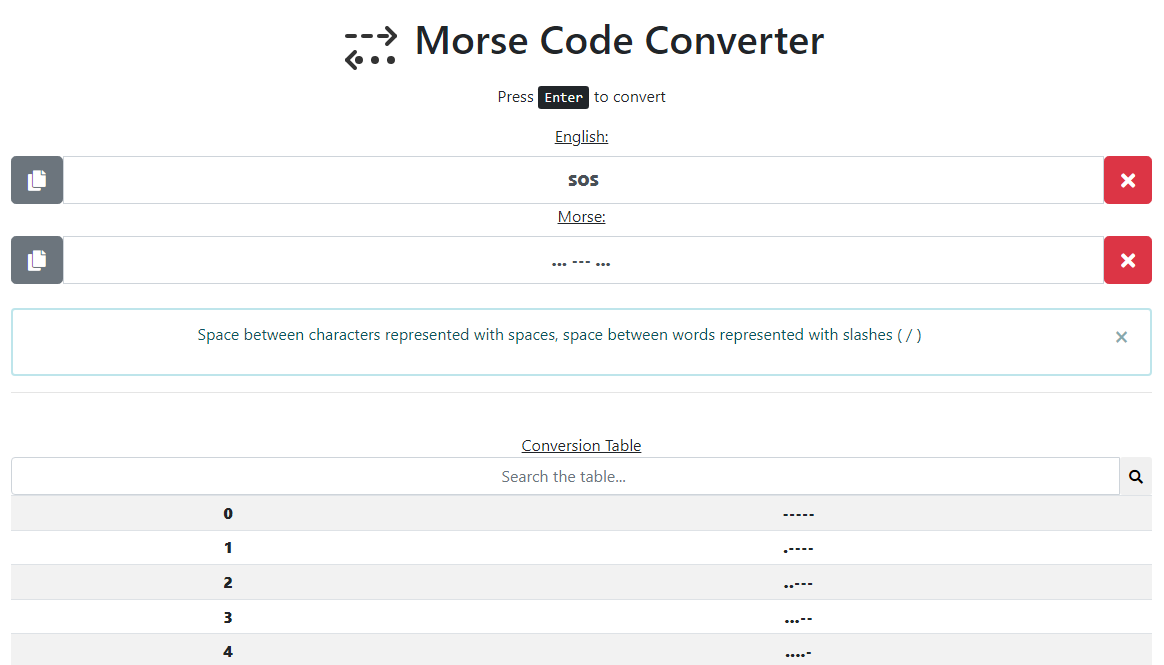 Morse Code Converter
Press Enter to convert
English:
sos
Morse:
... --- ...
Space between characters represented with spaces, space between words represented with slashes ( / )
Conversion Table
Search the table...
0 -----
1 .----
2 ..---
3 ...--
4 ....-